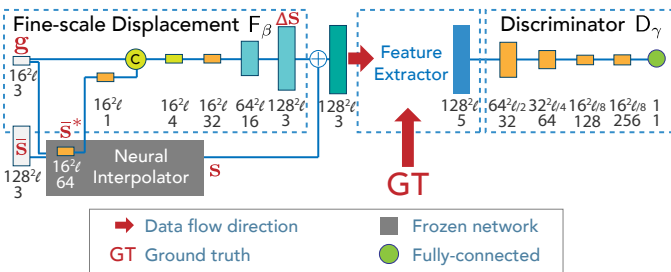 Fine-scale Displacement F_β Δs
Discriminator D_γ
g
C
Feature
Extractor
16²ℓ
3
16²ℓ
1
16²ℓ
4
16²ℓ
32
64²ℓ
16
128²ℓ
3
128²ℓ
3
128²ℓ
5
64²ℓ/2
32
32²ℓ/4
64
16²ℓ/8
128
16²ℓ/8
256
1
1
s̄*
s̄
16²ℓ
64
Neural
Interpolator
s
128²ℓ
3
GT
Data flow direction
Frozen network
GT Ground truth
Fully-connected